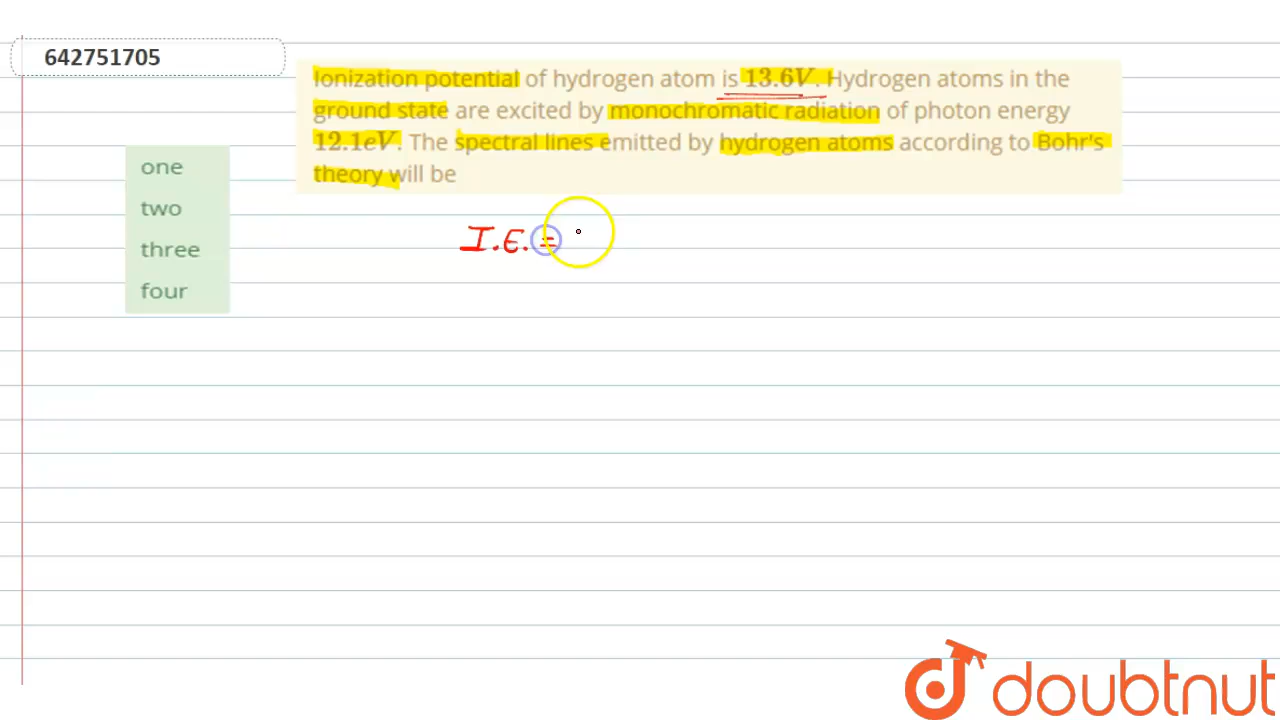 642751705
Ionization potential of hydrogen atom is 13.6V. Hydrogen atoms in the
ground state are excited by monochromatic radiation of photon energy
12.1eV. The spectral lines emitted by hydrogen atoms according to Bohr's
theory will be
one
two
three
four
I.E. =
doubtnut